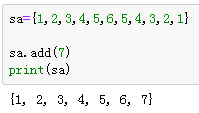 sa={1,2,3,4,5,6,5,4,3,2,1}
sa.add(7)
print(sa)
{1, 2, 3, 4, 5, 6, 7}